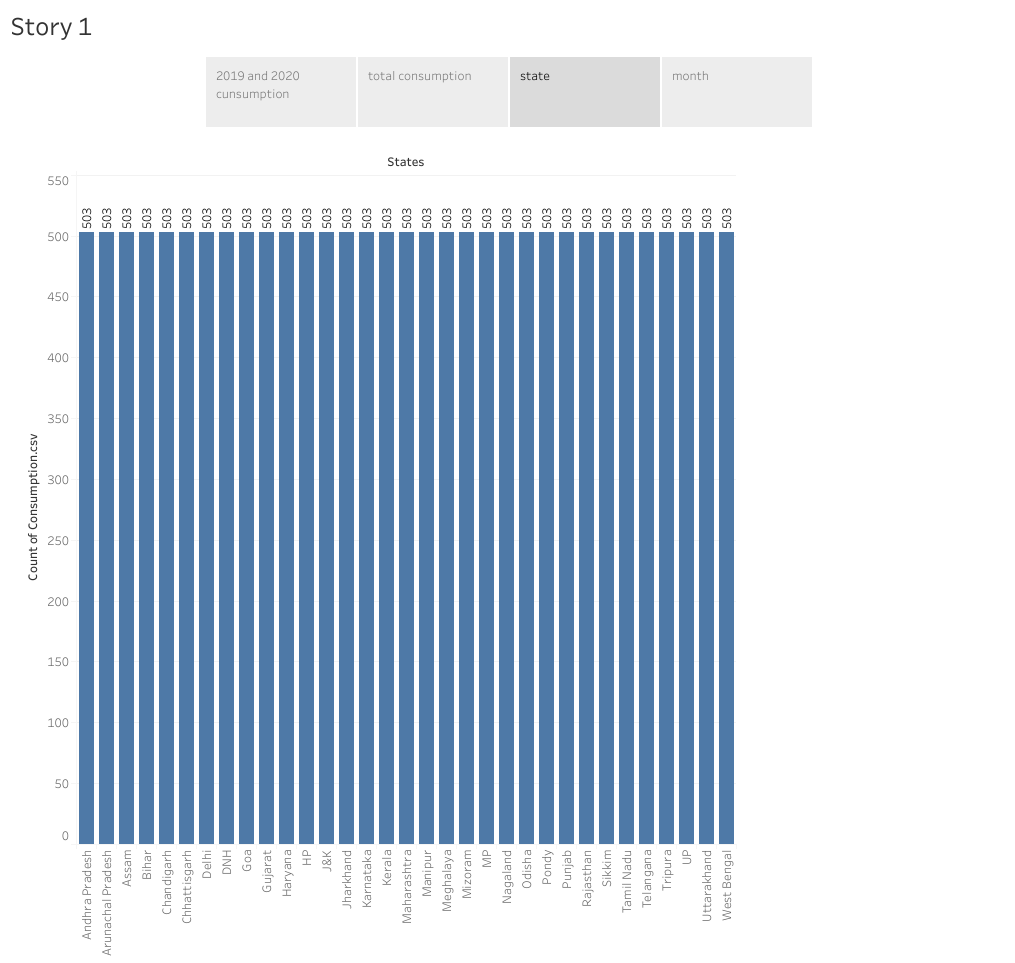 Story 1
2019 and 2020
cunsumption
total consumption
state
month
States
550
500
450
400
350
300
250
200
150
100
50
0
Count of Consumption.csv
503 503 503 503 503 503 503 503 503 503 503 503 503 503 503 503 503 503 503 503 503 503 503 503 503 503 503 503 503 503 503 503 503
Andhra Pradesh
Arunachal Pradesh
Assam
Bihar
Chandigarh
Chhattisgarh
Delhi
DNH
Goa
Gujarat
Haryana
HP
J&K
Jharkhand
Karnataka
Kerala
Maharashtra
Manipur
Meghalaya
Mizoram
MP
Nagaland
Odisha
Pondy
Punjab
Rajasthan
Sikkim
Tamil Nadu
Telangana
Tripura
UP
Uttarakhand
West Bengal